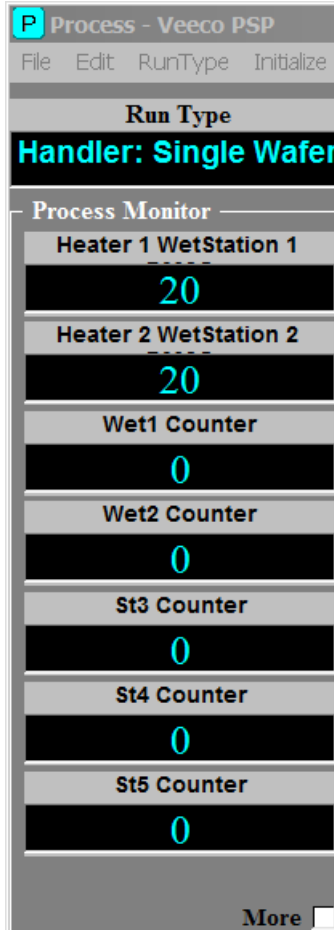 P Process - Veeco PSP
File Edit RunType Initialize
Run Type
Handler: Single Wafer
Process Monitor
Heater 1 WetStation 1
20
Heater 2 WetStation 2
20
Wet1 Counter
0
Wet2 Counter
0
St3 Counter
0
St4 Counter
0
St5 Counter
0
More